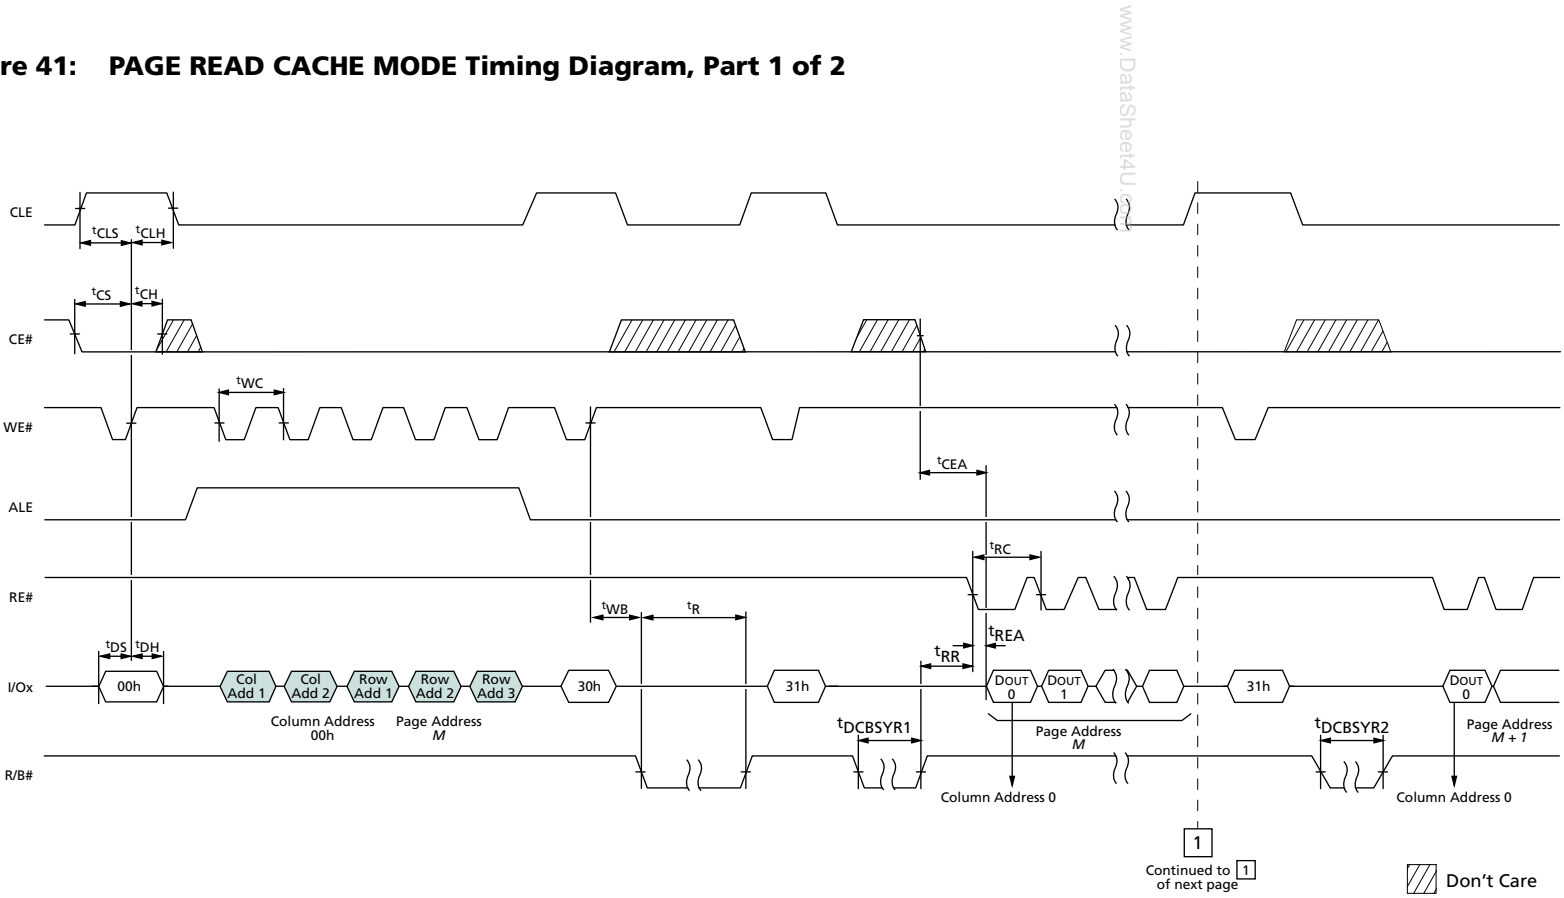 www.DataSheet4U.com
re 41: PAGE READ CACHE MODE Timing Diagram, Part 1 of 2
CLE
tCLS tCLH
tCS tCH
CE#
tWC
WE#
tCEA
ALE
tRC
RE#
tWB tR
tREA
tDS tDH
tRR
I/Ox
00h
Col Add 1
Col Add 2
Row Add 1
Row Add 2
Row Add 3
30h
31h
DOUT 0
DOUT 1
31h
DOUT 0
Column Address 00h
Page Address M
tDCBSYR1
Page Address M
tDCBSYR2
Page Address M + 1
R/B#
Column Address 0
Column Address 0
1
Continued to 1
of next page
Don't Care